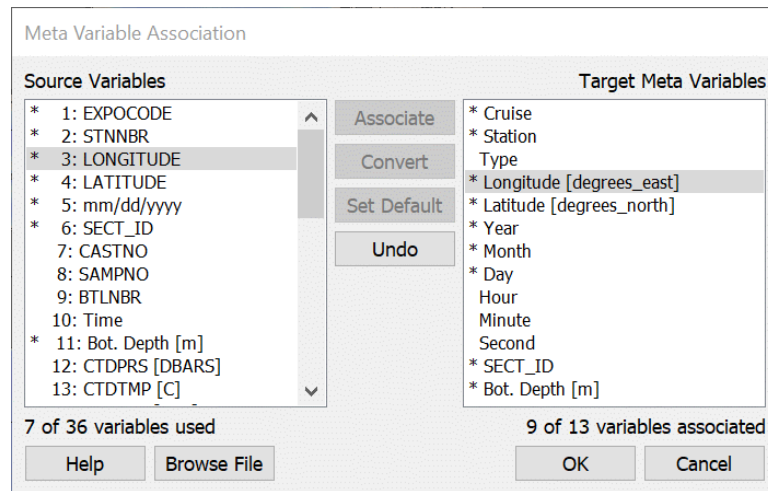 Meta Variable Association
Source Variables
* 1: EXPOCODE
* 2: STNNBR
* 3: LONGITUDE
* 4: LATITUDE
* 5: mm/dd/yyyy
* 6: SECT_ID
7: CASTNO
8: SAMPNO
9: BTLNBR
10: Time
* 11: Bot. Depth [m]
12: CTDPRS [DBARS]
13: CTDTMP [C]
7 of 36 variables used
Help
Browse File
Associate
Convert
Set Default
Undo
Target Meta Variables
* Cruise
* Station
Type
* Longitude [degrees_east]
* Latitude [degrees_north]
* Year
* Month
* Day
Hour
Minute
Second
* SECT_ID
* Bot. Depth [m]
9 of 13 variables associated
OK
Cancel